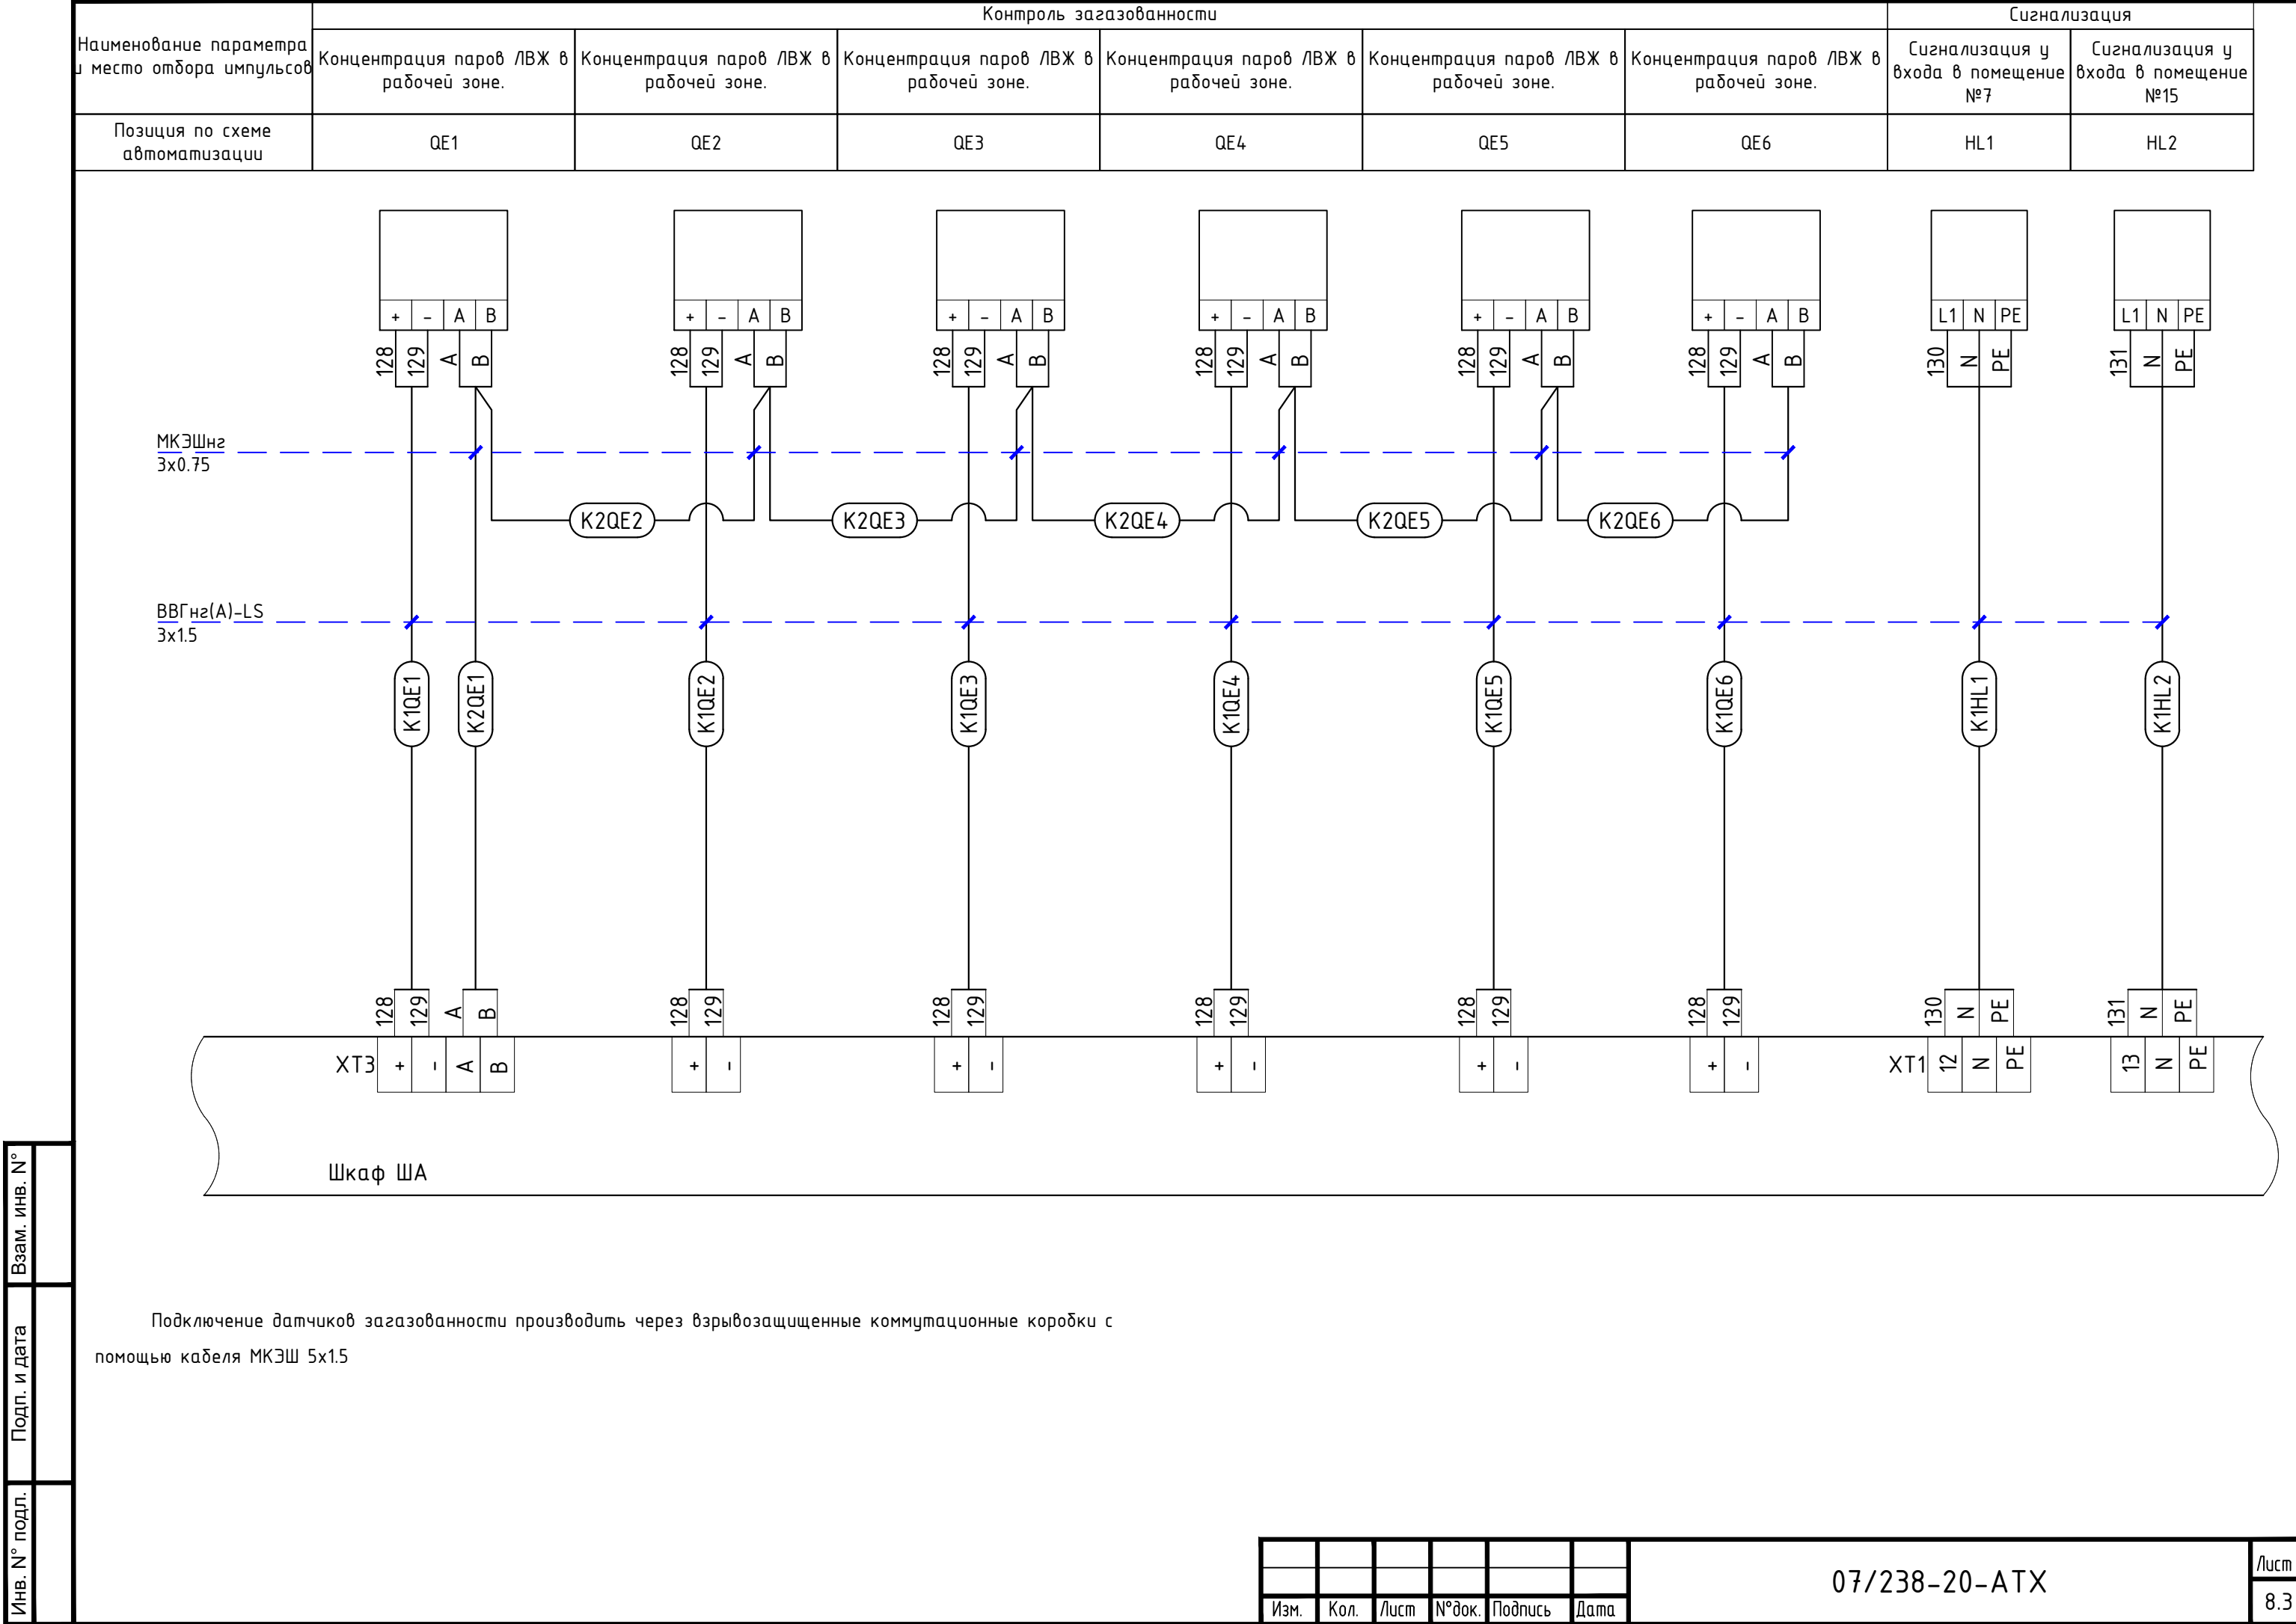 Контроль загазованности
Сигнализация
Наименование параметра
и место отбора импульсов
Концентрация паров ЛВЖ в
рабочей зоне.
Концентрация паров ЛВЖ в
рабочей зоне.
Концентрация паров ЛВЖ в
рабочей зоне.
Концентрация паров ЛВЖ в
рабочей зоне.
Концентрация паров ЛВЖ в
рабочей зоне.
Концентрация паров ЛВЖ в
рабочей зоне.
Сигнализация у
входа в помещение
№7
Сигнализация у
входа в помещение
№15
Позиция по схеме
автоматизации
QE1
QE2
QE3
QE4
QE5
QE6
HL1
HL2
+ - A B
+ - A B
+ - A B
+ - A B
+ - A B
+ - A B
L1 N PE
L1 N PE
128 129 A B
128 129 A B
128 129 A B
128 129 A B
128 129 A B
128 129 A B
130 N PE
131 N PE
МКЭШнг
3х0.75
K2QE2
K2QE3
K2QE4
K2QE5
K2QE6
ВВГнг(А)-LS
3х1.5
K1QE1
K2QE1
K1QE2
K1QE3
K1QE4
K1QE5
K1QE6
K1HL1
K1HL2
128 129 A B
128 129
128 129
128 129
128 129
128 129
130 N PE
131 N PE
XT3 + - A B
+ -
+ -
+ -
+ -
+ -
XT1 12 N PE
13 N PE
Шкаф ША
Подключение датчиков загазованности производить через взрывозащищенные коммутационные коробки с
помощью кабеля МКЭШ 5х1.5
Взам. инв. N°
Подп. и дата
Инв. N° подл.
Изм. Кол. Лист N°док. Подпись Дата
07/238-20-АТХ
Лист
8.3